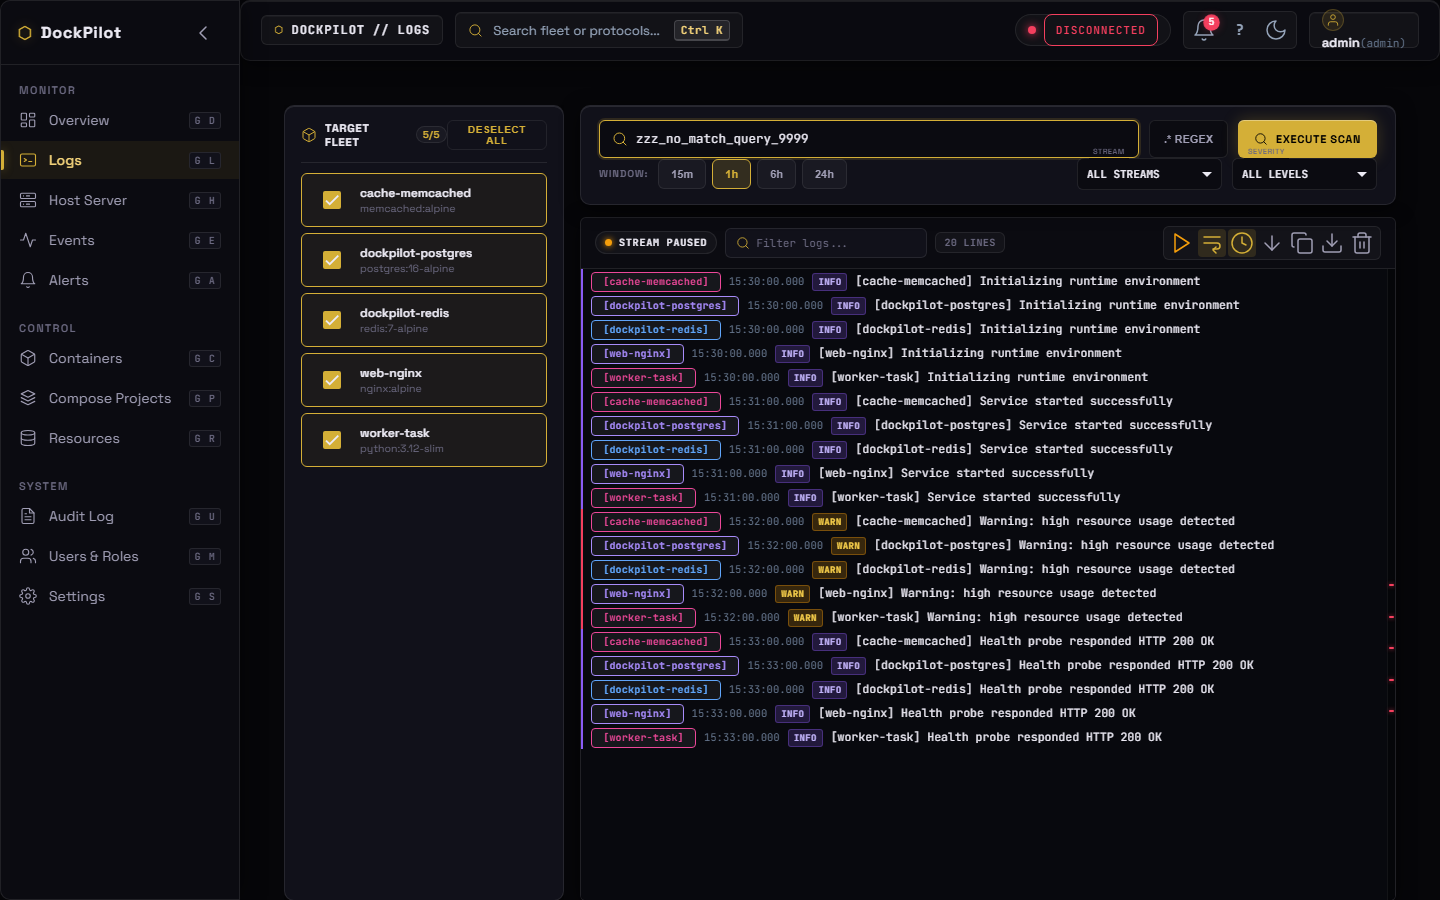 DockPilot
MONITOR
Overview G D
Logs G L
Host Server G H
Events G E
Alerts G A
CONTROL
Containers G C
Compose Projects G P
Resources G R
SYSTEM
Audit Log G U
Users & Roles G M
Settings G S
DOCKPILOT // LOGS
Search fleet or protocols... Ctrl K
DISCONNECTED
5
?
admin(admin)
TARGET FLEET
5/5
DESELECT ALL
cache-memcached
memcached:alpine
dockpilot-postgres
postgres:16-alpine
dockpilot-redis
redis:7-alpine
web-nginx
nginx:alpine
worker-task
python:3.12-slim
zzz_no_match_query_9999
.* REGEX
EXECUTE SCAN
WINDOW: 15m 1h 6h 24h
STREAM
ALL STREAMS
SEVERITY
ALL LEVELS
STREAM PAUSED
Filter logs...
20 LINES
[cache-memcached] 15:30:00.000 INFO [cache-memcached] Initializing runtime environment
[dockpilot-postgres] 15:30:00.000 INFO [dockpilot-postgres] Initializing runtime environment
[dockpilot-redis] 15:30:00.000 INFO [dockpilot-redis] Initializing runtime environment
[web-nginx] 15:30:00.000 INFO [web-nginx] Initializing runtime environment
[worker-task] 15:30:00.000 INFO [worker-task] Initializing runtime environment
[cache-memcached] 15:31:00.000 INFO [cache-memcached] Service started successfully
[dockpilot-postgres] 15:31:00.000 INFO [dockpilot-postgres] Service started successfully
[dockpilot-redis] 15:31:00.000 INFO [dockpilot-redis] Service started successfully
[web-nginx] 15:31:00.000 INFO [web-nginx] Service started successfully
[worker-task] 15:31:00.000 INFO [worker-task] Service started successfully
[cache-memcached] 15:32:00.000 WARN [cache-memcached] Warning: high resource usage detected
[dockpilot-postgres] 15:32:00.000 WARN [dockpilot-postgres] Warning: high resource usage detected
[dockpilot-redis] 15:32:00.000 WARN [dockpilot-redis] Warning: high resource usage detected
[web-nginx] 15:32:00.000 WARN [web-nginx] Warning: high resource usage detected
[worker-task] 15:32:00.000 WARN [worker-task] Warning: high resource usage detected
[cache-memcached] 15:33:00.000 INFO [cache-memcached] Health probe responded HTTP 200 OK
[dockpilot-postgres] 15:33:00.000 INFO [dockpilot-postgres] Health probe responded HTTP 200 OK
[dockpilot-redis] 15:33:00.000 INFO [dockpilot-redis] Health probe responded HTTP 200 OK
[web-nginx] 15:33:00.000 INFO [web-nginx] Health probe responded HTTP 200 OK
[worker-task] 15:33:00.000 INFO [worker-task] Health probe responded HTTP 200 OK